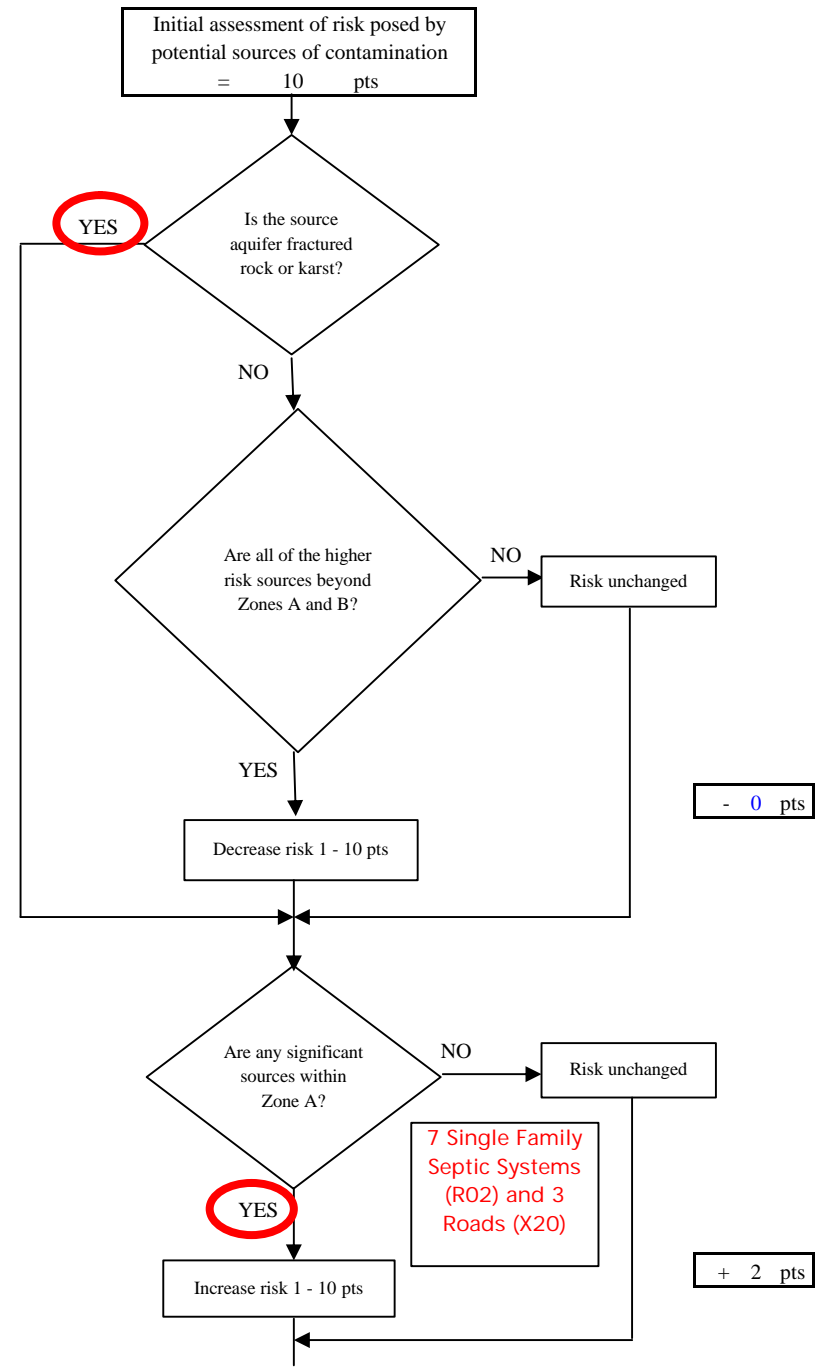 Initial assessment of risk posed by
potential sources of contamination
= 10 pts
YES
Is the source
aquifer fractured
rock or karst?
NO
Are all of the higher
risk sources beyond
Zones A and B?
NO
Risk unchanged
YES
- 0 pts
Decrease risk 1 - 10 pts
Are any significant
sources within
Zone A?
NO
Risk unchanged
7 Single Family
Septic Systems
(R02) and 3
Roads (X20)
YES
+ 2 pts
Increase risk 1 - 10 pts